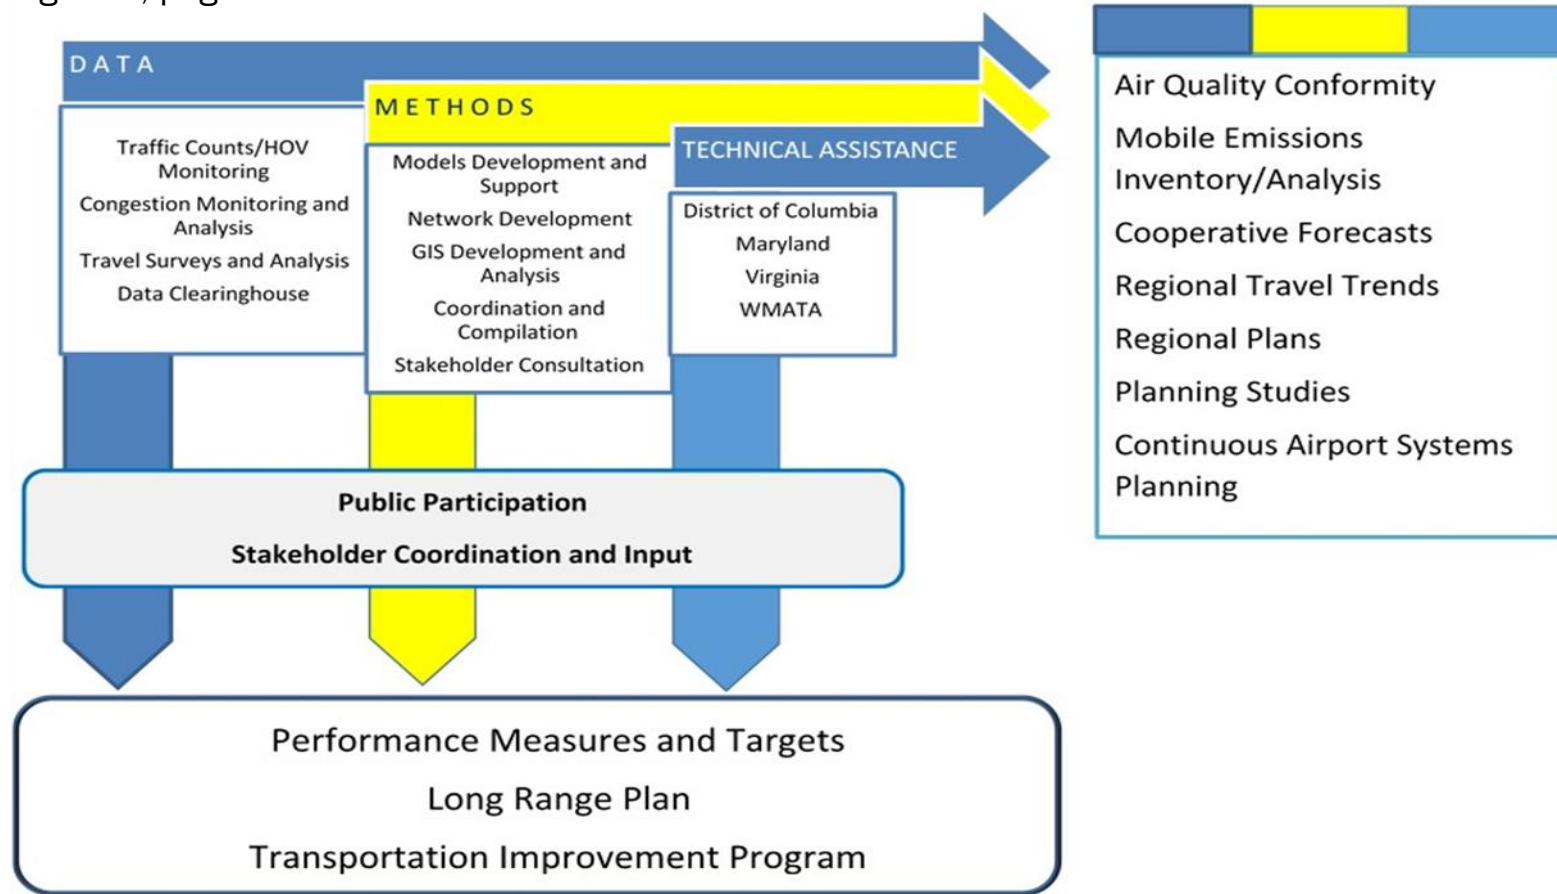 DATA
Traffic Counts/HOV
Monitoring
Congestion Monitoring and
Analysis
Travel Surveys and Analysis
Data Clearinghouse
METHODS
Models Development and
Support
Network Development
GIS Development and
Analysis
Coordination and
Compilation
Stakeholder Consultation
TECHNICAL ASSISTANCE
District of Columbia
Maryland
Virginia
WMATA
Air Quality Conformity
Mobile Emissions
Inventory/Analysis
Cooperative Forecasts
Regional Travel Trends
Regional Plans
Planning Studies
Continuous Airport Systems
Planning
Public Participation
Stakeholder Coordination and Input
Performance Measures and Targets
Long Range Plan
Transportation Improvement Program